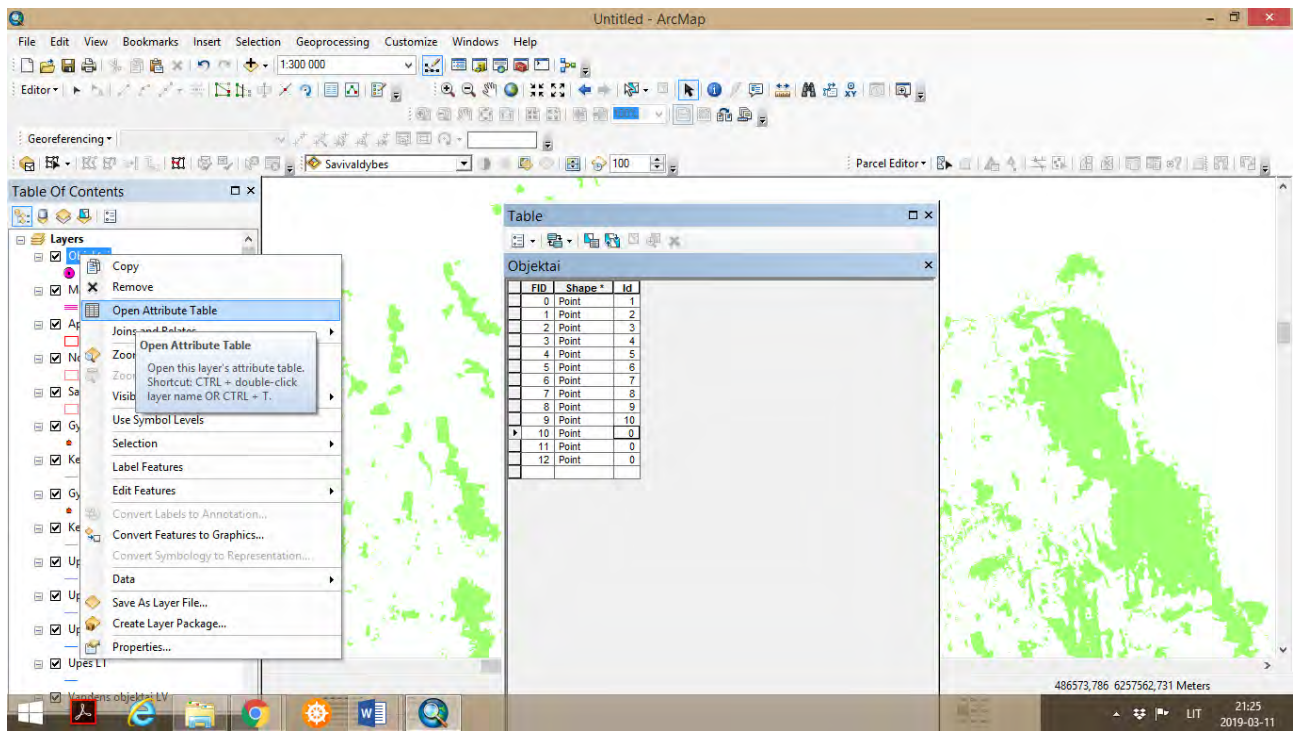 Untitled - ArcMap
File Edit View Bookmarks Insert Selection Geoprocessing Customize Windows Help
1:300 000
Editor
Georeferencing
Savivaldybes
100
Parcel Editor
Table Of Contents
Layers
Copy
Remove
Open Attribute Table
Joins and Relates
Open Attribute Table
Open this layer's attribute table.
Shortcut: CTRL + double-click
layer name OR CTRL + T.
Use Symbol Levels
Selection
Label Features
Edit Features
Convert Labels to Annotation...
Convert Features to Graphics...
Convert Symbology to Representation...
Data
Save As Layer File...
Create Layer Package...
Properties...
Upės LT
Vandens objektai LV
Table
Objektai
FID Shape * Id
0 Point 1
1 Point 2
2 Point 3
3 Point 4
4 Point 5
5 Point 6
6 Point 7
7 Point 8
8 Point 9
9 Point 10
10 Point 0
11 Point 0
12 Point 0
486573,786 6257562,731 Meters
LIT
21:25
2019-03-11